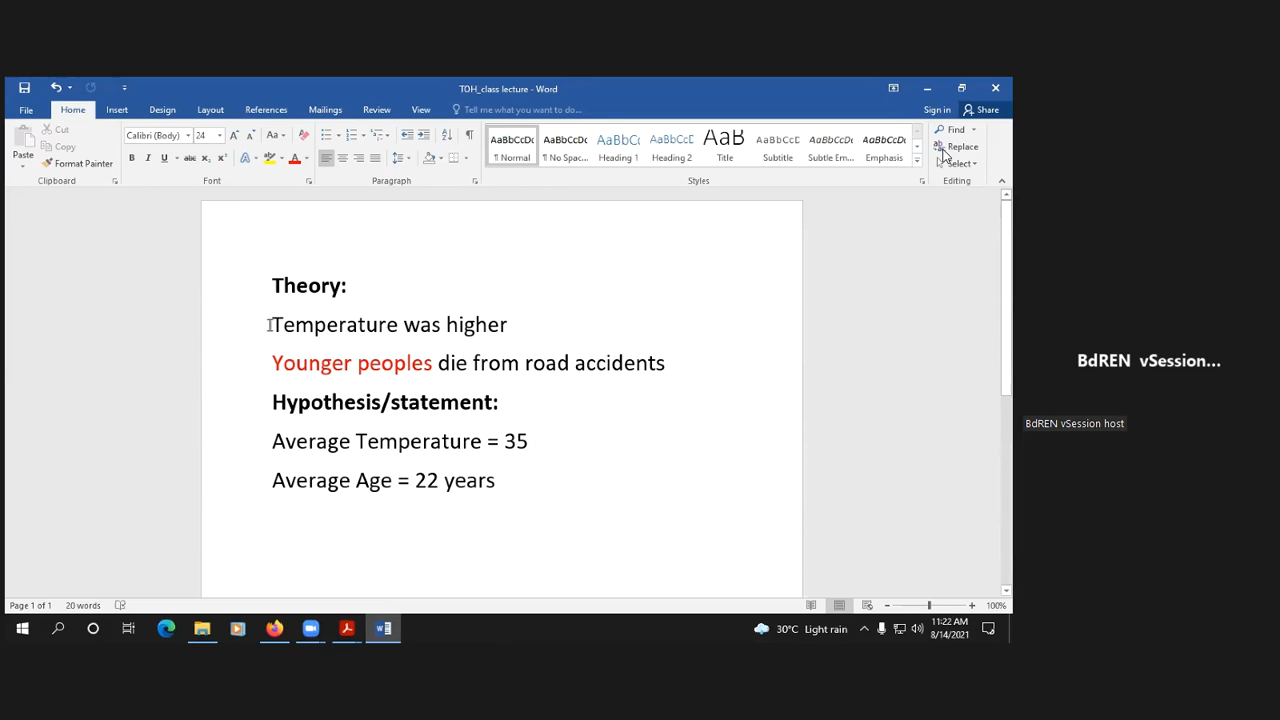 TOH_class lecture - Word
File Home Insert Design Layout References Mailings Review View Tell me what you want to do... Sign in Share
Cut
Copy
Format Painter
Paste
Calibri (Body) 24
AaBbCcDc AaBbCcDc AaBbCc AaBbCcE AaB AaBbCcD AaBbCcDc AaBbCcDc
¶ Normal ¶ No Spac... Heading 1 Heading 2 Title Subtitle Subtle Em... Emphasis
Find
Replace
Select
Clipboard Font Paragraph Styles Editing
Theory:
Temperature was higher
Younger peoples die from road accidents
Hypothesis/statement:
Average Temperature = 35
Average Age = 22 years
Page 1 of 1 20 words 100%
30°C Light rain 11:22 AM
8/14/2021
BdREN vSession...
BdREN vSession host